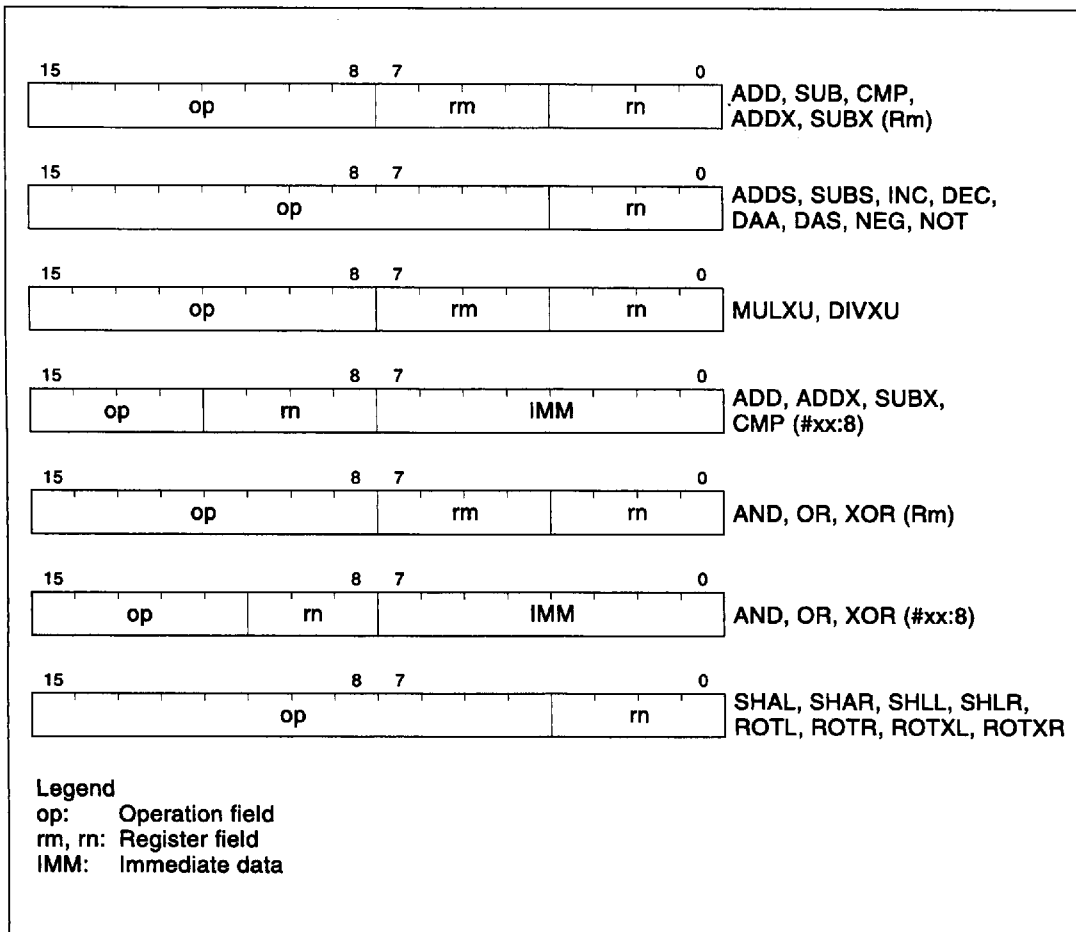 15 8 7 0
op rm rn ADD, SUB, CMP,
ADDX, SUBX (Rm)
15 8 7 0
op rn ADDS, SUBS, INC, DEC,
DAA, DAS, NEG, NOT
15 8 7 0
op rm rn MULXU, DIVXU
15 8 7 0
op rn IMM ADD, ADDX, SUBX,
CMP (#xx:8)
15 8 7 0
op rm rn AND, OR, XOR (Rm)
15 8 7 0
op rn IMM AND, OR, XOR (#xx:8)
15 8 7 0
op rn SHAL, SHAR, SHLL, SHLR,
ROTL, ROTR, ROTXL, ROTXR
Legend
op: Operation field
rm, rn: Register field
IMM: Immediate data